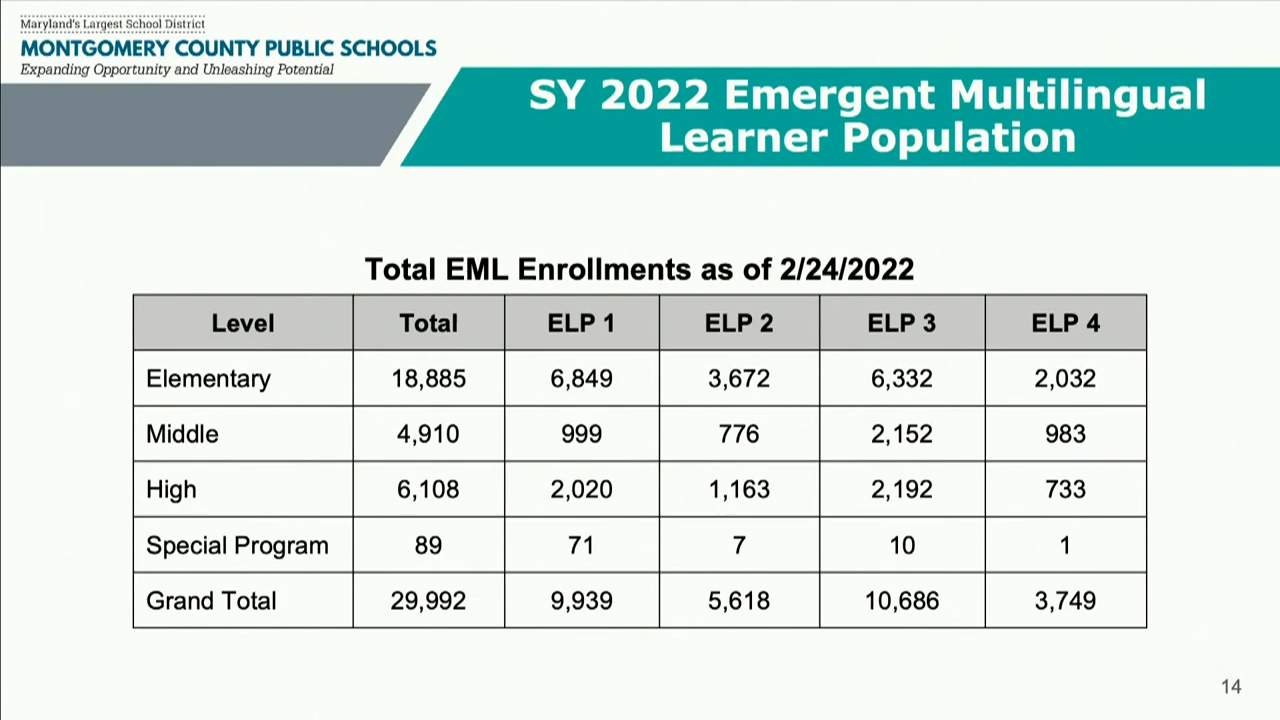 Maryland's Largest School District
MONTGOMERY COUNTY PUBLIC SCHOOLS
Expanding Opportunity and Unleashing Potential
SY 2022 Emergent Multilingual
Learner Population
Total EML Enrollments as of 2/24/2022
Level Total ELP 1 ELP 2 ELP 3 ELP 4
Elementary 18,885 6,849 3,672 6,332 2,032
Middle 4,910 999 776 2,152 983
High 6,108 2,020 1,163 2,192 733
Special Program 89 71 7 10 1
Grand Total 29,992 9,939 5,618 10,686 3,749
14